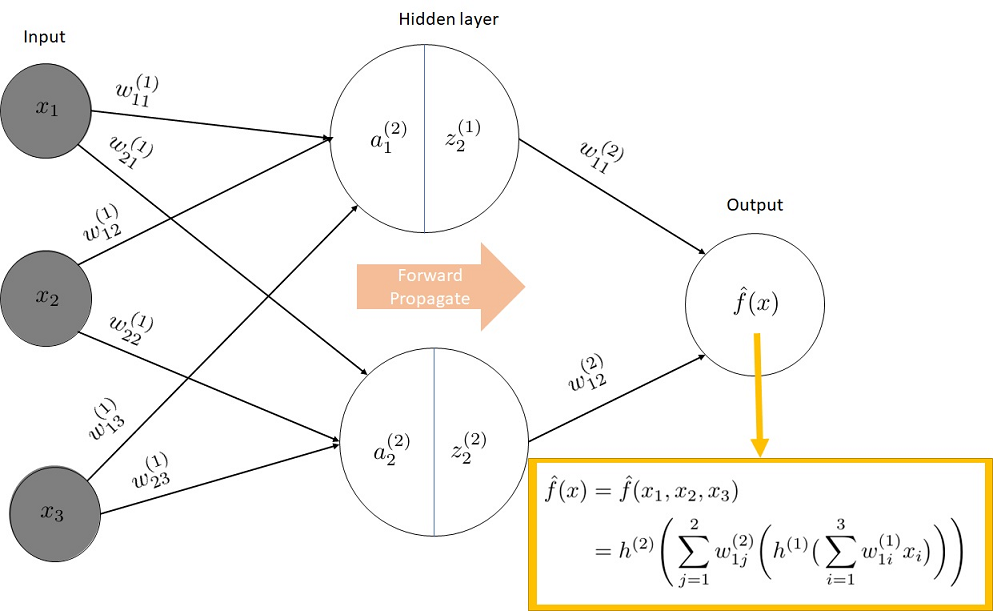 Hidden layer
Input
x_1
w_{11}^{(1)}
w_{21}^{(1)}
a_1^{(2)} z_2^{(1)}
w_{11}^{(2)}
w_{12}^{(1)}
Output
x_2
Forward
Propagate
\hat{f}(x)
w_{22}^{(1)}
w_{12}^{(2)}
w_{13}^{(1)}
a_2^{(2)} z_2^{(2)}
w_{23}^{(1)}
x_3
\hat{f}(x) = \hat{f}(x_1, x_2, x_3)
= h^{(2)}\left(\sum_{j=1}^{2} w_{1j}^{(2)}\left(h^{(1)}(\sum_{i=1}^{3} w_{1i}^{(1)} x_i)\right)\right)